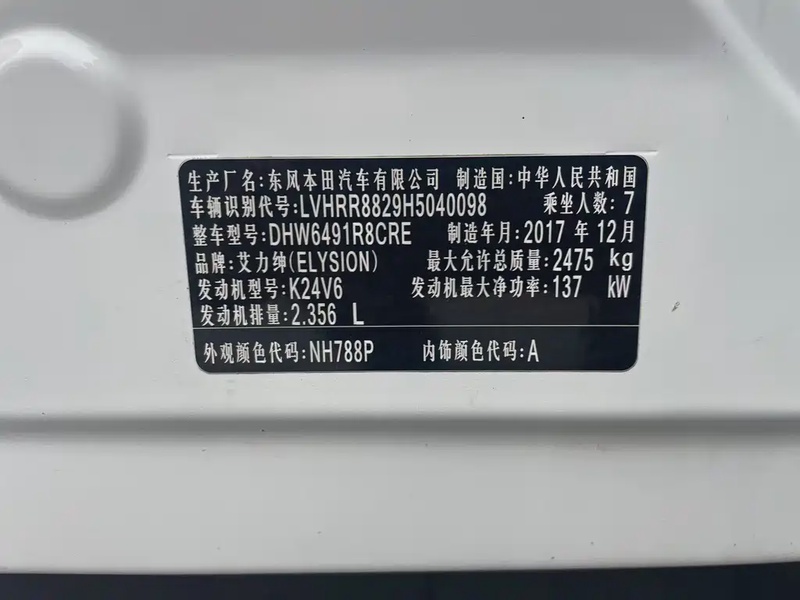 生产厂名:东风本田汽车有限公司 制造国:中华人民共和国
车辆识别代号:LVHRR8829H5040098 乘坐人数:7
整车型号:DHW6491R8CRE 制造年月:2017 年 12 月
品牌:艾力绅(ELYSION) 最大允许总质量:2475 kg
发动机型号:K24V6 发动机最大净功率:137 kW
发动机排量:2.356 L
外观颜色代码:NH788P 内饰颜色代码:A